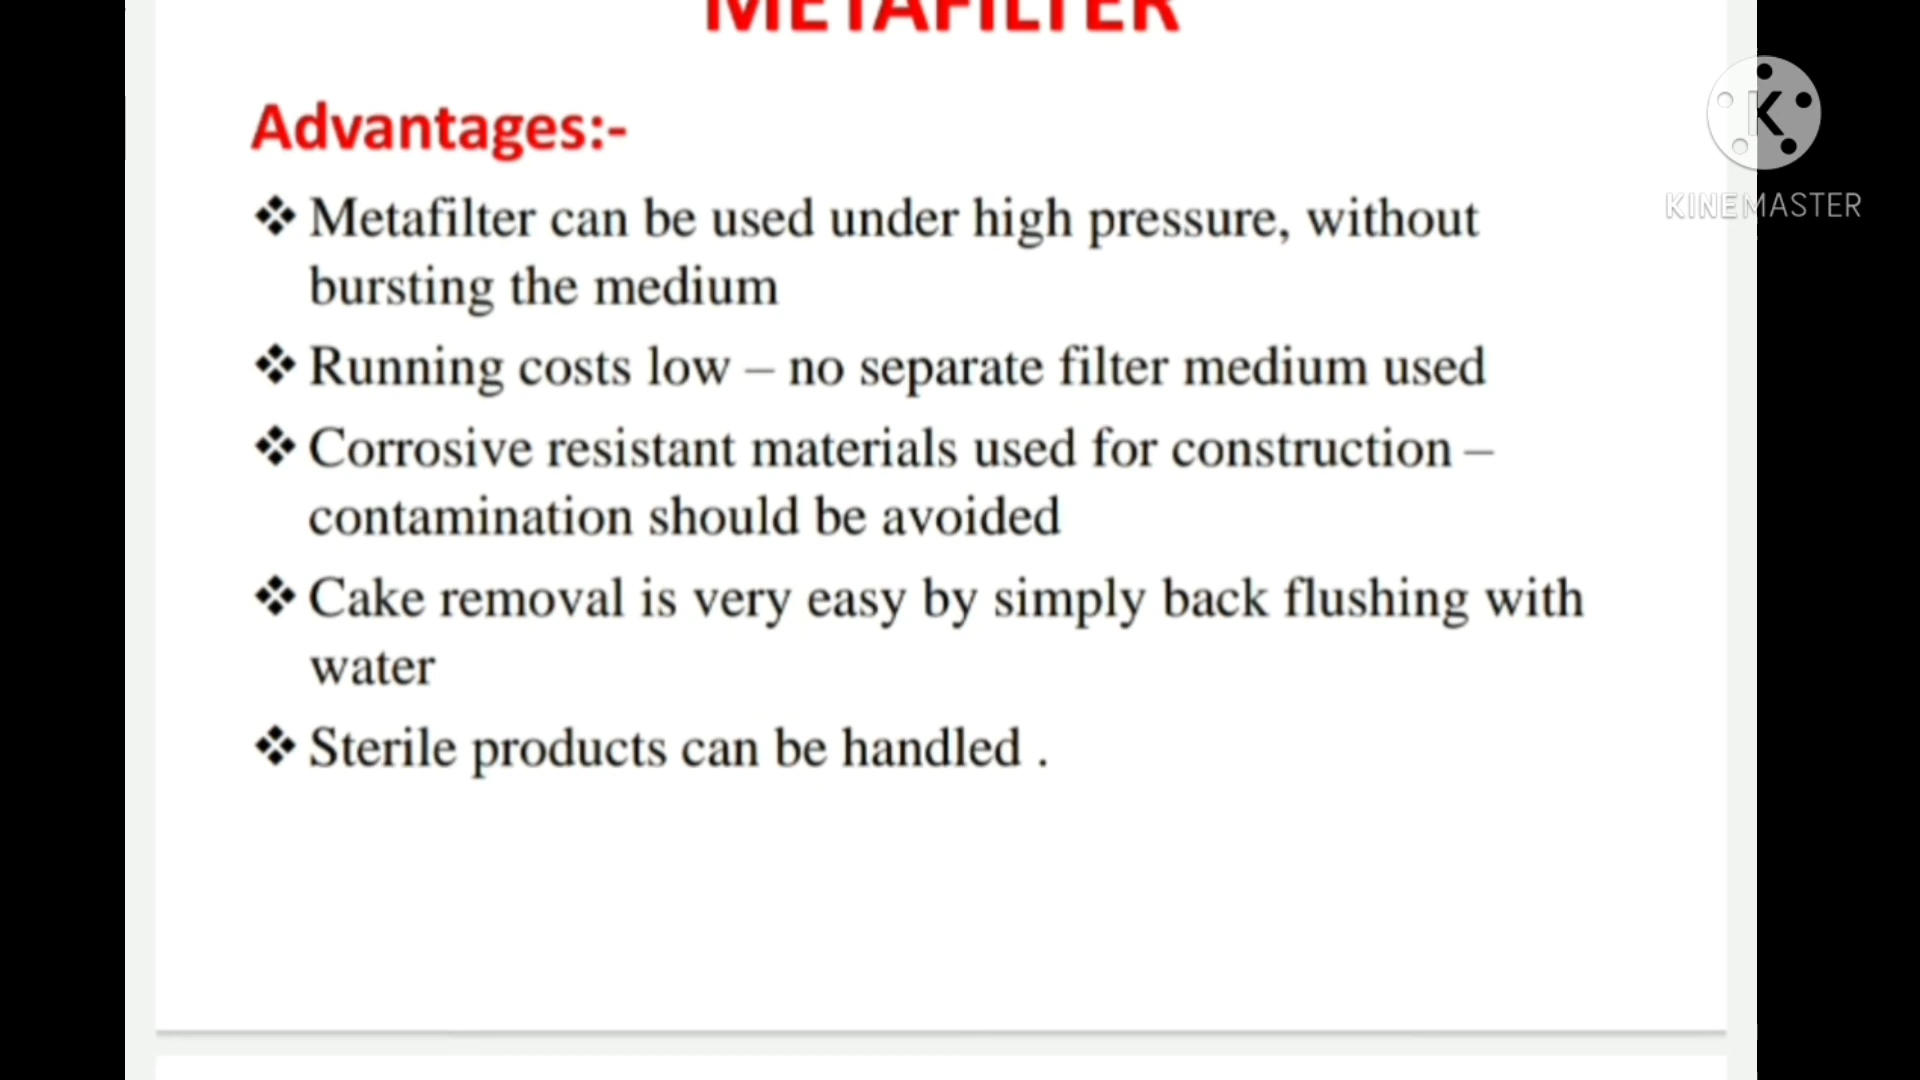 METAFILTER
Advantages:-
❖ Metafilter can be used under high pressure, without
bursting the medium
❖ Running costs low – no separate filter medium used
❖ Corrosive resistant materials used for construction –
contamination should be avoided
❖ Cake removal is very easy by simply back flushing with
water
❖ Sterile products can be handled .
K
KINEMASTER